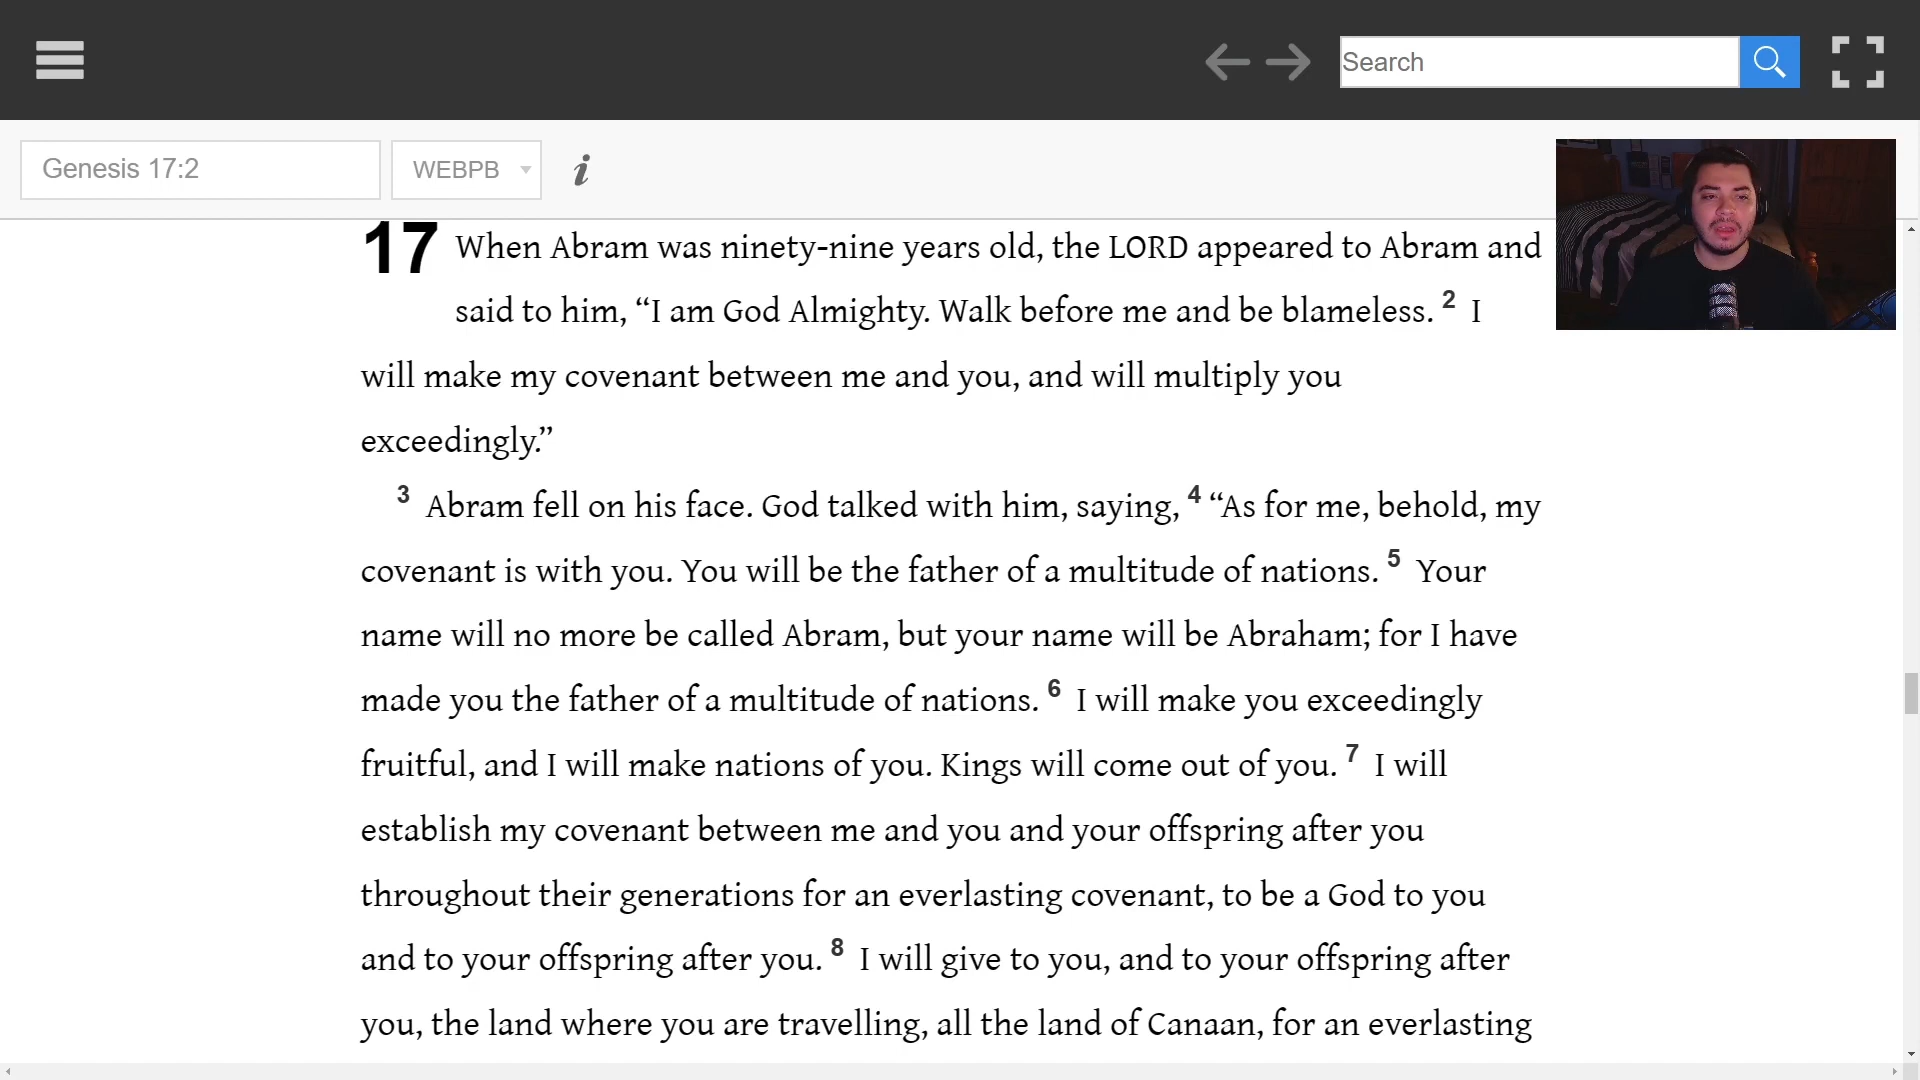 Search
Genesis 17:2
WEBPB
i
17 When Abram was ninety-nine years old, the LORD appeared to Abram and
said to him, “I am God Almighty. Walk before me and be blameless. 2 I
will make my covenant between me and you, and will multiply you
exceedingly.”
3 Abram fell on his face. God talked with him, saying, 4 “As for me, behold, my
covenant is with you. You will be the father of a multitude of nations. 5 Your
name will no more be called Abram, but your name will be Abraham; for I have
made you the father of a multitude of nations. 6 I will make you exceedingly
fruitful, and I will make nations of you. Kings will come out of you. 7 I will
establish my covenant between me and you and your offspring after you
throughout their generations for an everlasting covenant, to be a God to you
and to your offspring after you. 8 I will give to you, and to your offspring after
you, the land where you are travelling, all the land of Canaan, for an everlasting